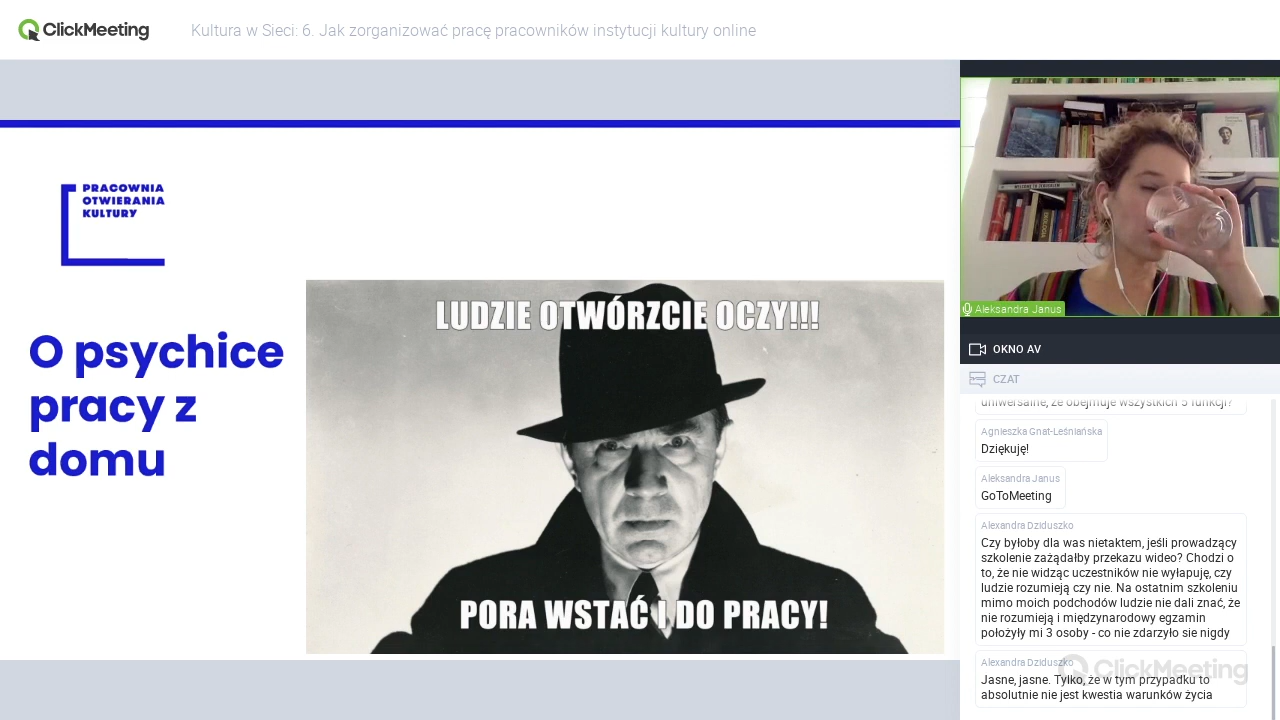 ClickMeeting
Kultura w Sieci: 6. Jak zorganizować pracę pracowników instytucji kultury online
PRACOWNIA
OTWIERANIA
KULTURY
O psychice
pracy z
domu
LUDZIE OTWÓRZCIE OCZY!!!
PORA WSTAĆ I DO PRACY!
WELCOME TO JERUSALEM
Aleksandra Janus
OKNO AV
CZAT
uniwersalne, że obejmuje wszystkich 5 funkcji?
Agnieszka Gnat-Leśniańska
Dziękuję!
Aleksandra Janus
GoToMeeting
Alexandra Dziduszko
Czy byłoby dla was nietaktem, jeśli prowadzący
szkolenie zażądałby przekazu wideo? Chodzi o
to, że nie widząc uczestników nie wyłapuję, czy
ludzie rozumieją czy nie. Na ostatnim szkoleniu
mimo moich podchodów ludzie nie dali znać, że
nie rozumieją i międzynarodowy egzamin
położyły mi 3 osoby - co nie zdarzyło sie nigdy
Alexandra Dziduszko
Jasne, jasne. Tylko, że w tym przypadku to
absolutnie nie jest kwestia warunków życia
ClickMeeting